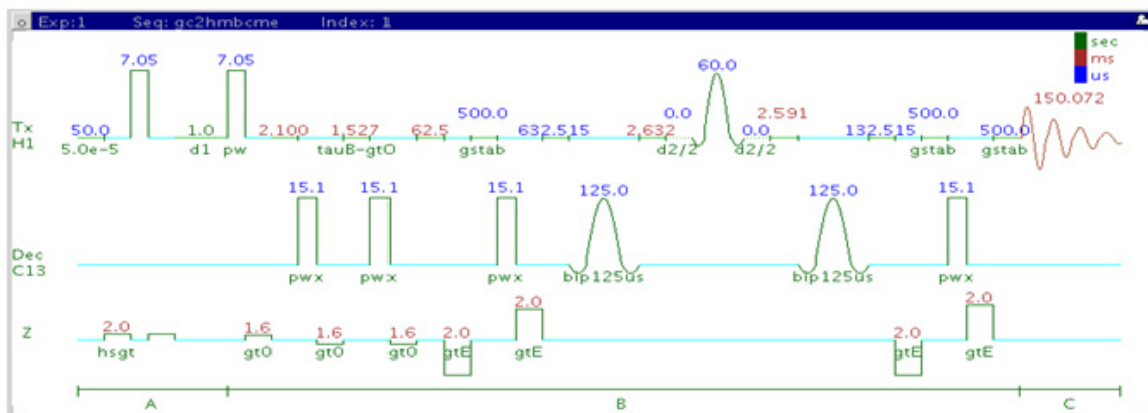 Exp:1 Seq: gc2hmbcme Index: 1
sec
ms
us
7.05 7.05 60.0 150.072
500.0 0.0 2.591 500.0
50.0 1.0 2.100 1.527 62.5 632.515 2.632 0.0 132.515 500.0
Tx
H1
5.0e-5 d1 pw tauB-gt0 gstab d2/2 d2/2 gstab gstab
15.1 15.1 15.1 125.0 125.0 15.1
Dec
C13
pwx pwx pwx bip125us bip125us pwx
2.0 2.0
Z
2.0 1.6 1.6 1.6 2.0 2.0
hsgt gt0 gt0 gt0 gtE gtE gtE gtE
A B C